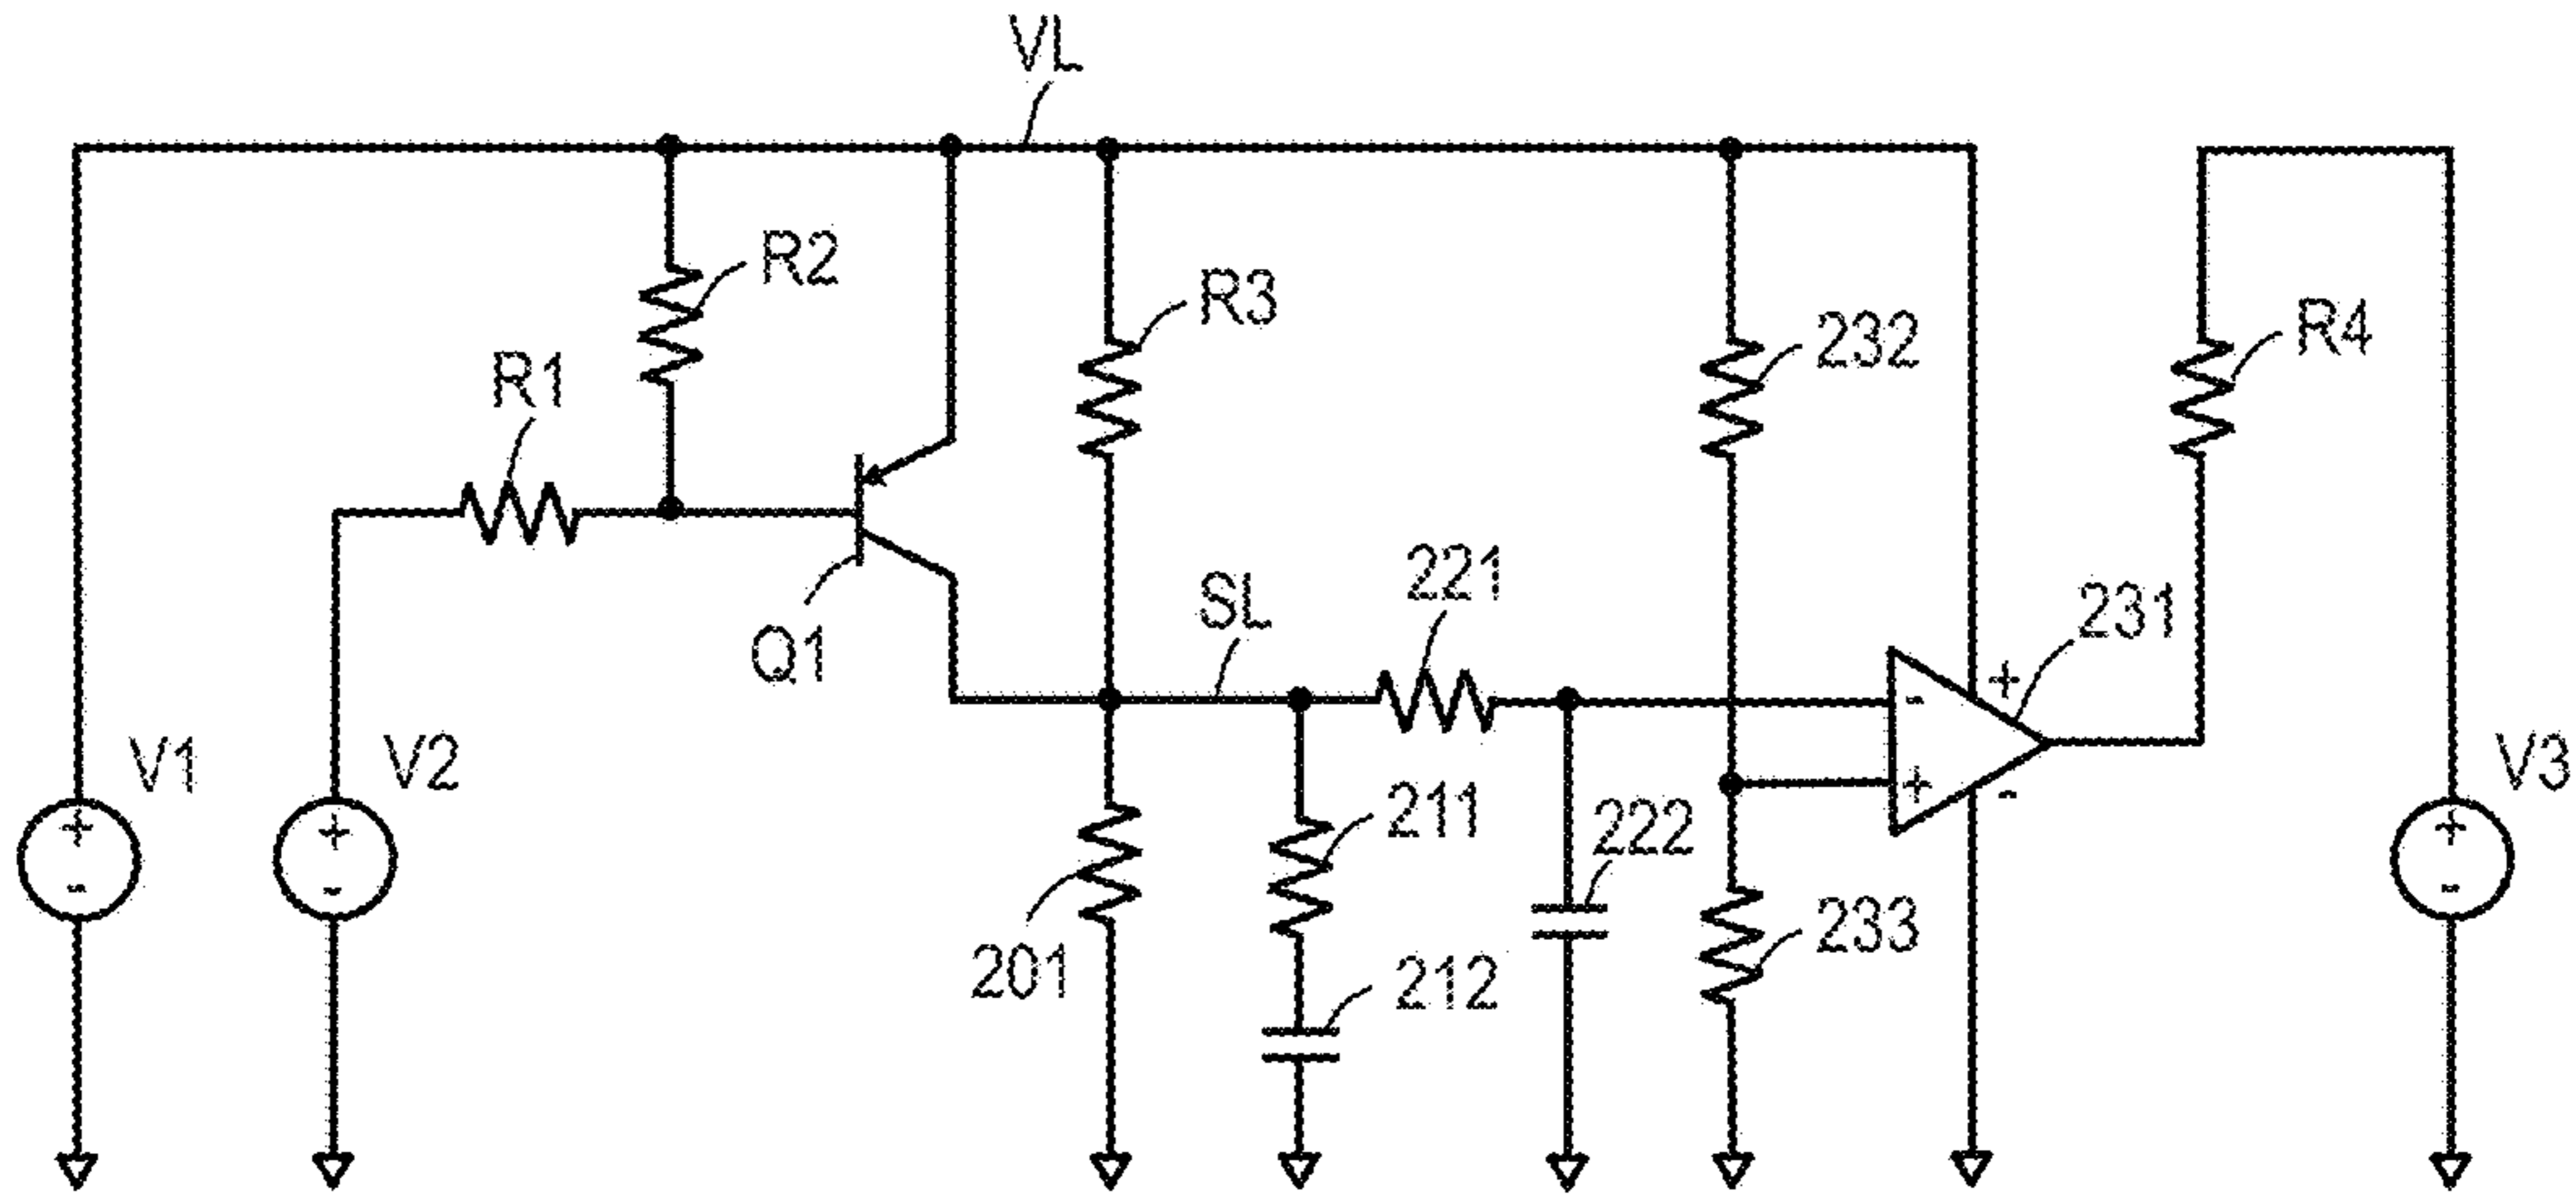 VL
R2
R3
R4
232
R1
221
SL
231
Q1
V1
V2
V3
+
-
+
-
-
+
+
-
+
-
211
222
201
212
233